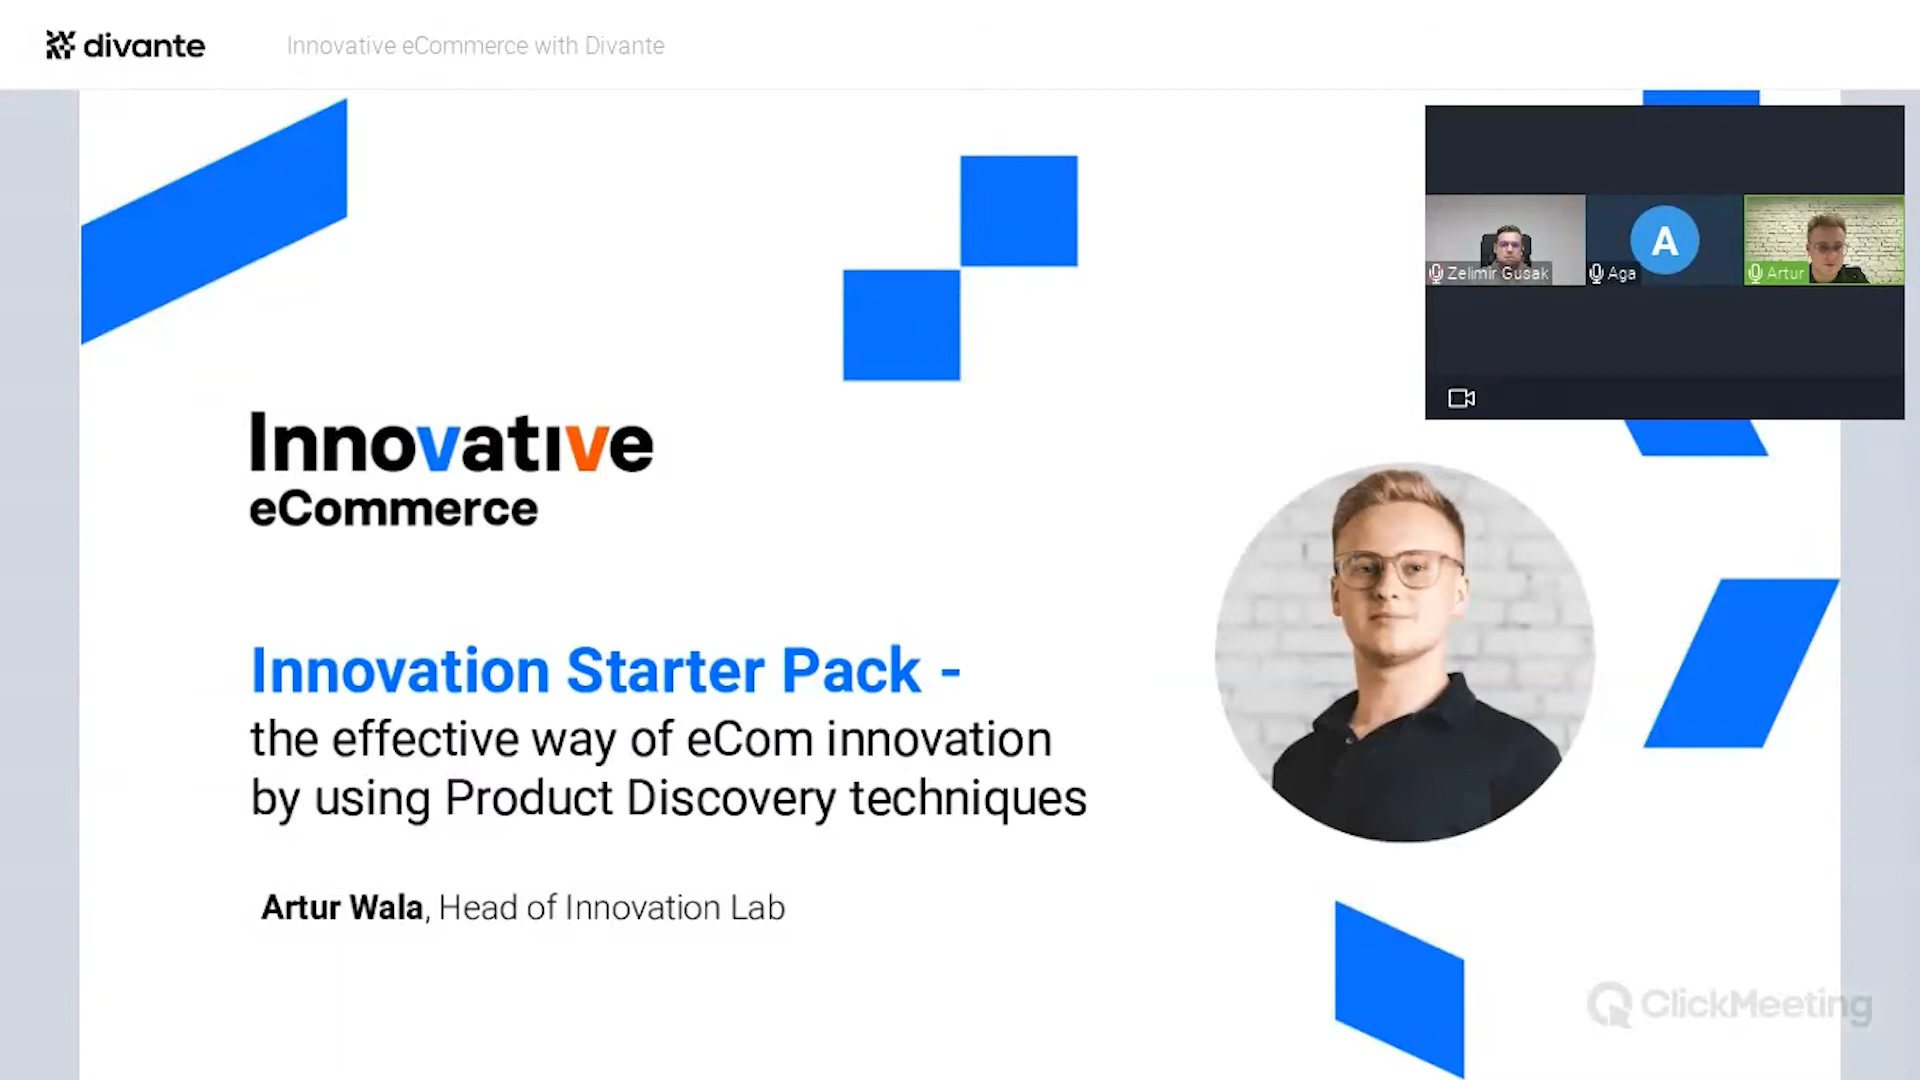 divante
Innovative eCommerce with Divante
A
Zelimir Gusak
Aga
Artur
Innovative
eCommerce
Innovation Starter Pack -
the effective way of eCom innovation
by using Product Discovery techniques
Artur Wala, Head of Innovation Lab
ClickMeeting